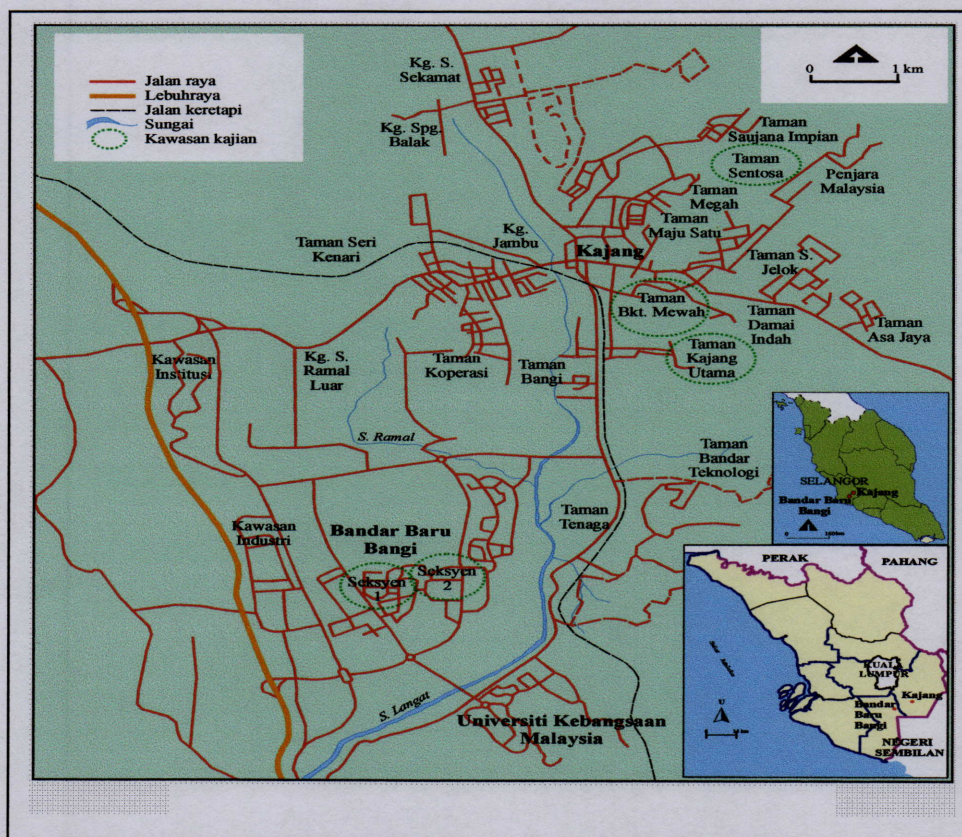 Jalan raya
Lebuhraya
Jalan keretapi
Sungai
Kawasan kajian
0 1 km
Kg. S.
Sekamat
Kg. Spg.
Balak
Taman
Saujana Impian
Taman
Sentosa
Penjara
Malaysia
Taman
Megah
Taman
Maju Satu
Kg.
Jambu
Taman Seri
Kenari
Kajang
Taman S.
Jelok
Taman
Bkt. Mewah
Taman
Damai
Indah
Taman
Asa Jaya
Taman
Kajang
Utama
Kawasan
Institusi
Kg. S.
Ramal
Luar
Taman
Koperasi
Taman
Bangi
S. Ramal
Taman
Bandar
Teknologi
SELANGOR
Kajang
Bandar Baru
Bangi
Kawasan
Industri
Bandar Baru
Bangi
Taman
Tenaga
Seksyen
1
Seksyen
2
S. Langat
Universiti Kebangsaan
Malaysia
PERAK
PAHANG
KUALA
LUMPUR
Kajang
Bandar
Baru
Bangi
U
NEGERI
SEMBILAN